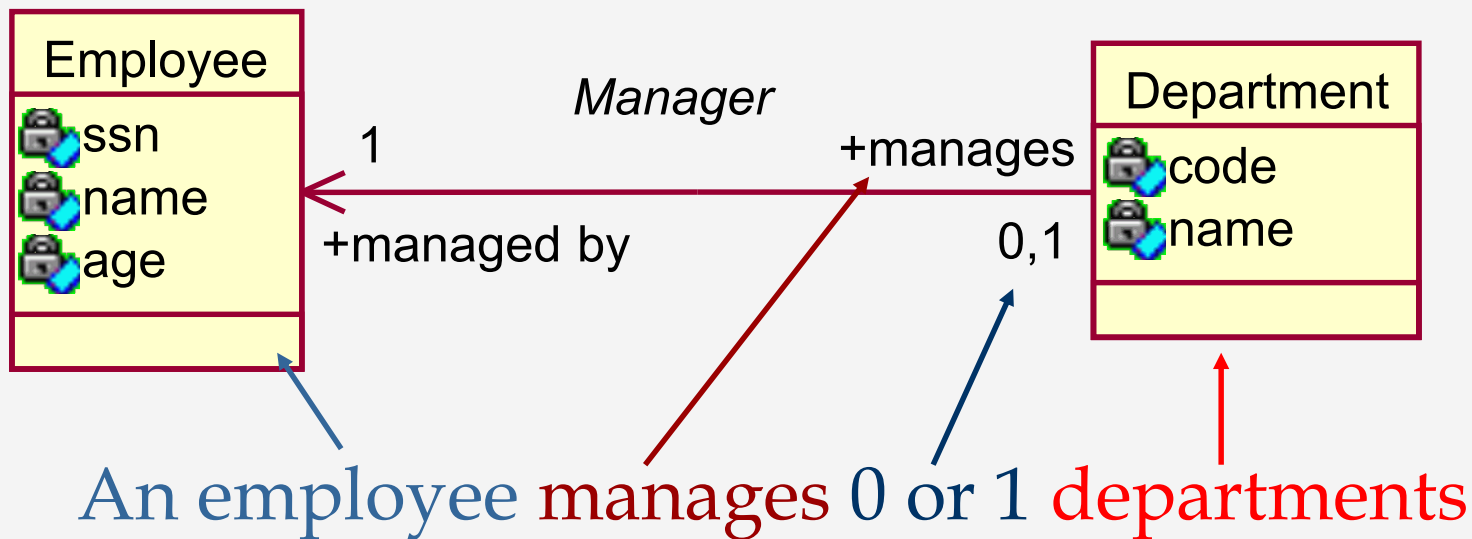 Employee
ssn
name
age
Manager
1
+manages
+managed by
0,1
Department
code
name
An employee manages 0 or 1 departments